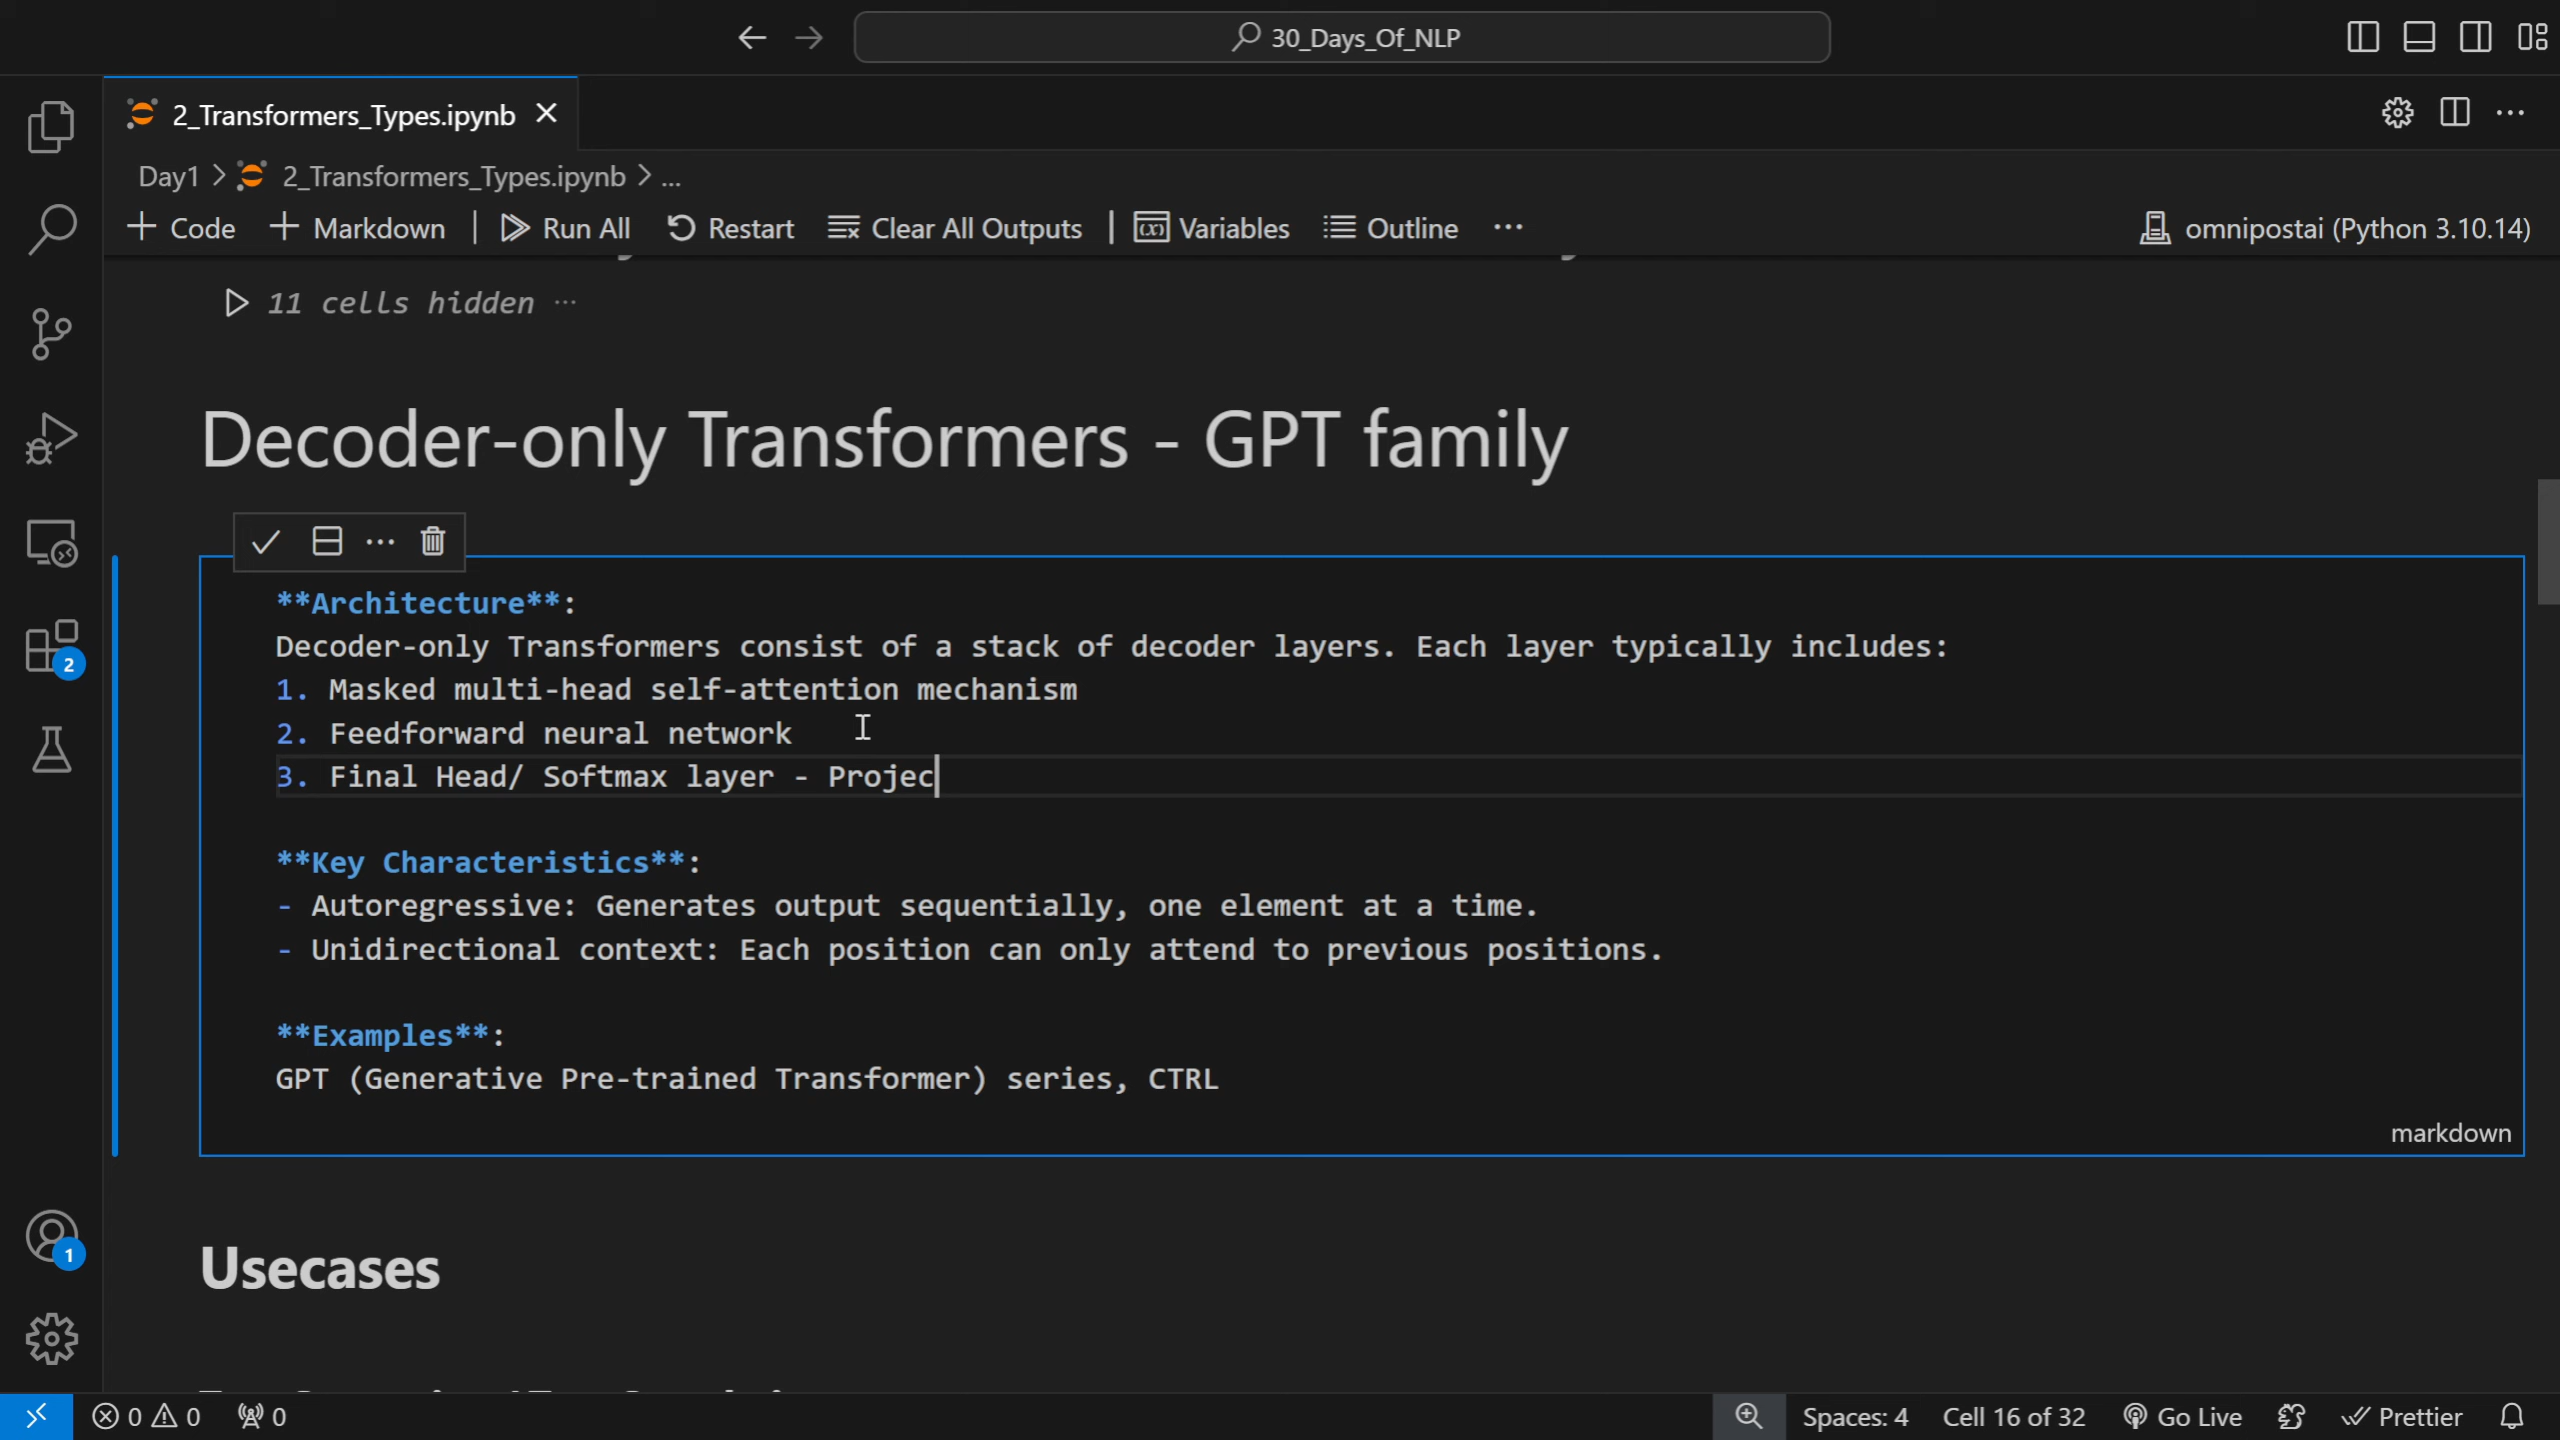 30_Days_Of_NLP
2_Transformers_Types.ipynb
Day1 > 2_Transformers_Types.ipynb > ...
+ Code + Markdown | Run All Restart Clear All Outputs | Variables Outline ...
omnipostai (Python 3.10.14)
11 cells hidden ...
Decoder-only Transformers - GPT family
**Architecture**:
Decoder-only Transformers consist of a stack of decoder layers. Each layer typically includes:
1. Masked multi-head self-attention mechanism
2. Feedforward neural network
3. Final Head/ Softmax layer - Projec
**Key Characteristics**:
- Autoregressive: Generates output sequentially, one element at a time.
- Unidirectional context: Each position can only attend to previous positions.
**Examples**:
GPT (Generative Pre-trained Transformer) series, CTRL
markdown
Usecases
2
1
0 0 0
Spaces: 4 Cell 16 of 32 Go Live Prettier